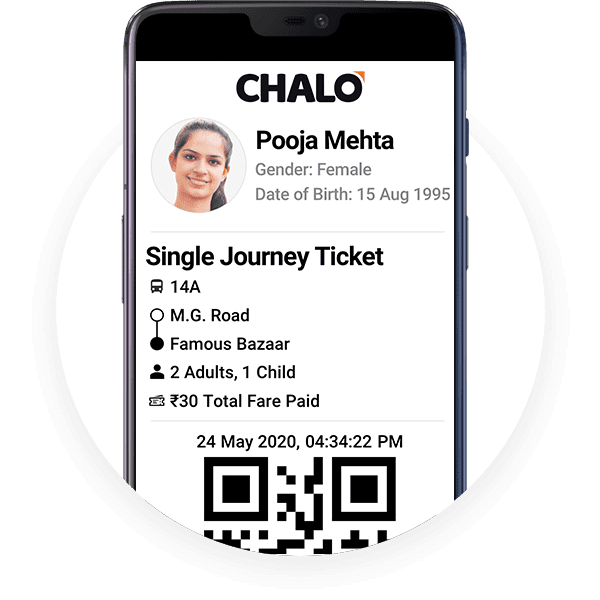 CHALO
Pooja Mehta
Gender: Female
Date of Birth: 15 Aug 1995
Single Journey Ticket
14A
M.G. Road
Famous Bazaar
2 Adults, 1 Child
₹30 Total Fare Paid
24 May 2020, 04:34:22 PM